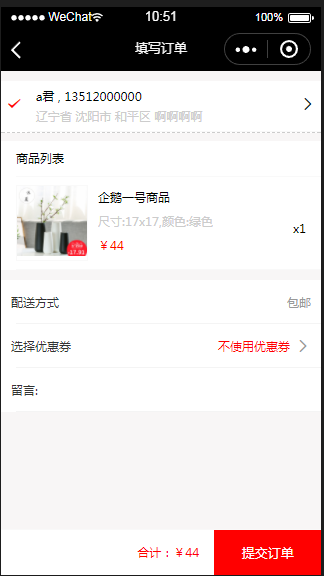 WeChat 10:51 100%
填写订单
a君 , 13512000000
辽宁省 沈阳市 和平区 啊啊啊啊
商品列表
企鹅一号商品
尺寸:17x17,颜色:绿色
x1
￥44
配送方式 包邮
选择优惠券 不使用优惠券
留言:
合计：￥44 提交订单